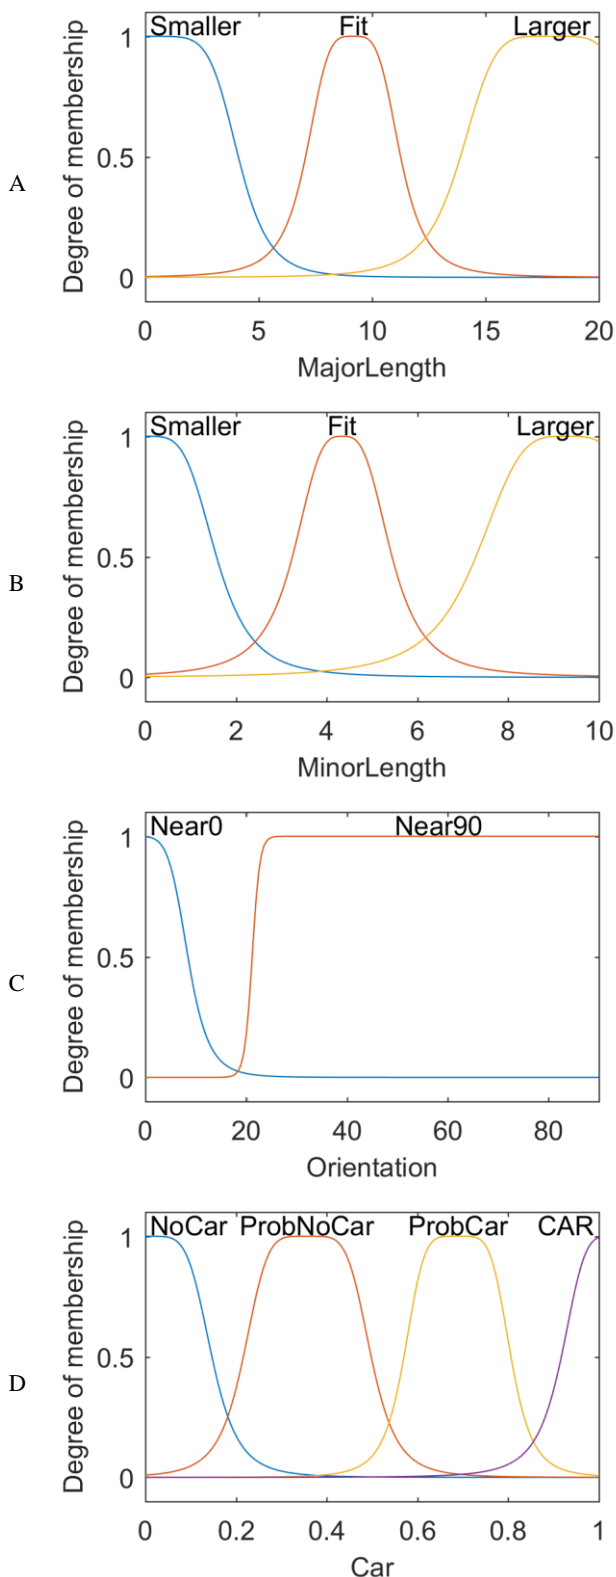 A
Degree of membership
Smaller Fit Larger
1
0.5
0
0 5 10 15 20
MajorLength
B
Degree of membership
Smaller Fit Larger
1
0.5
0
0 2 4 6 8 10
MinorLength
C
Degree of membership
Near0 Near90
1
0.5
0
0 20 40 60 80
Orientation
D
Degree of membership
NoCar ProbNoCar ProbCar CAR
1
0.5
0
0 0.2 0.4 0.6 0.8 1
Car